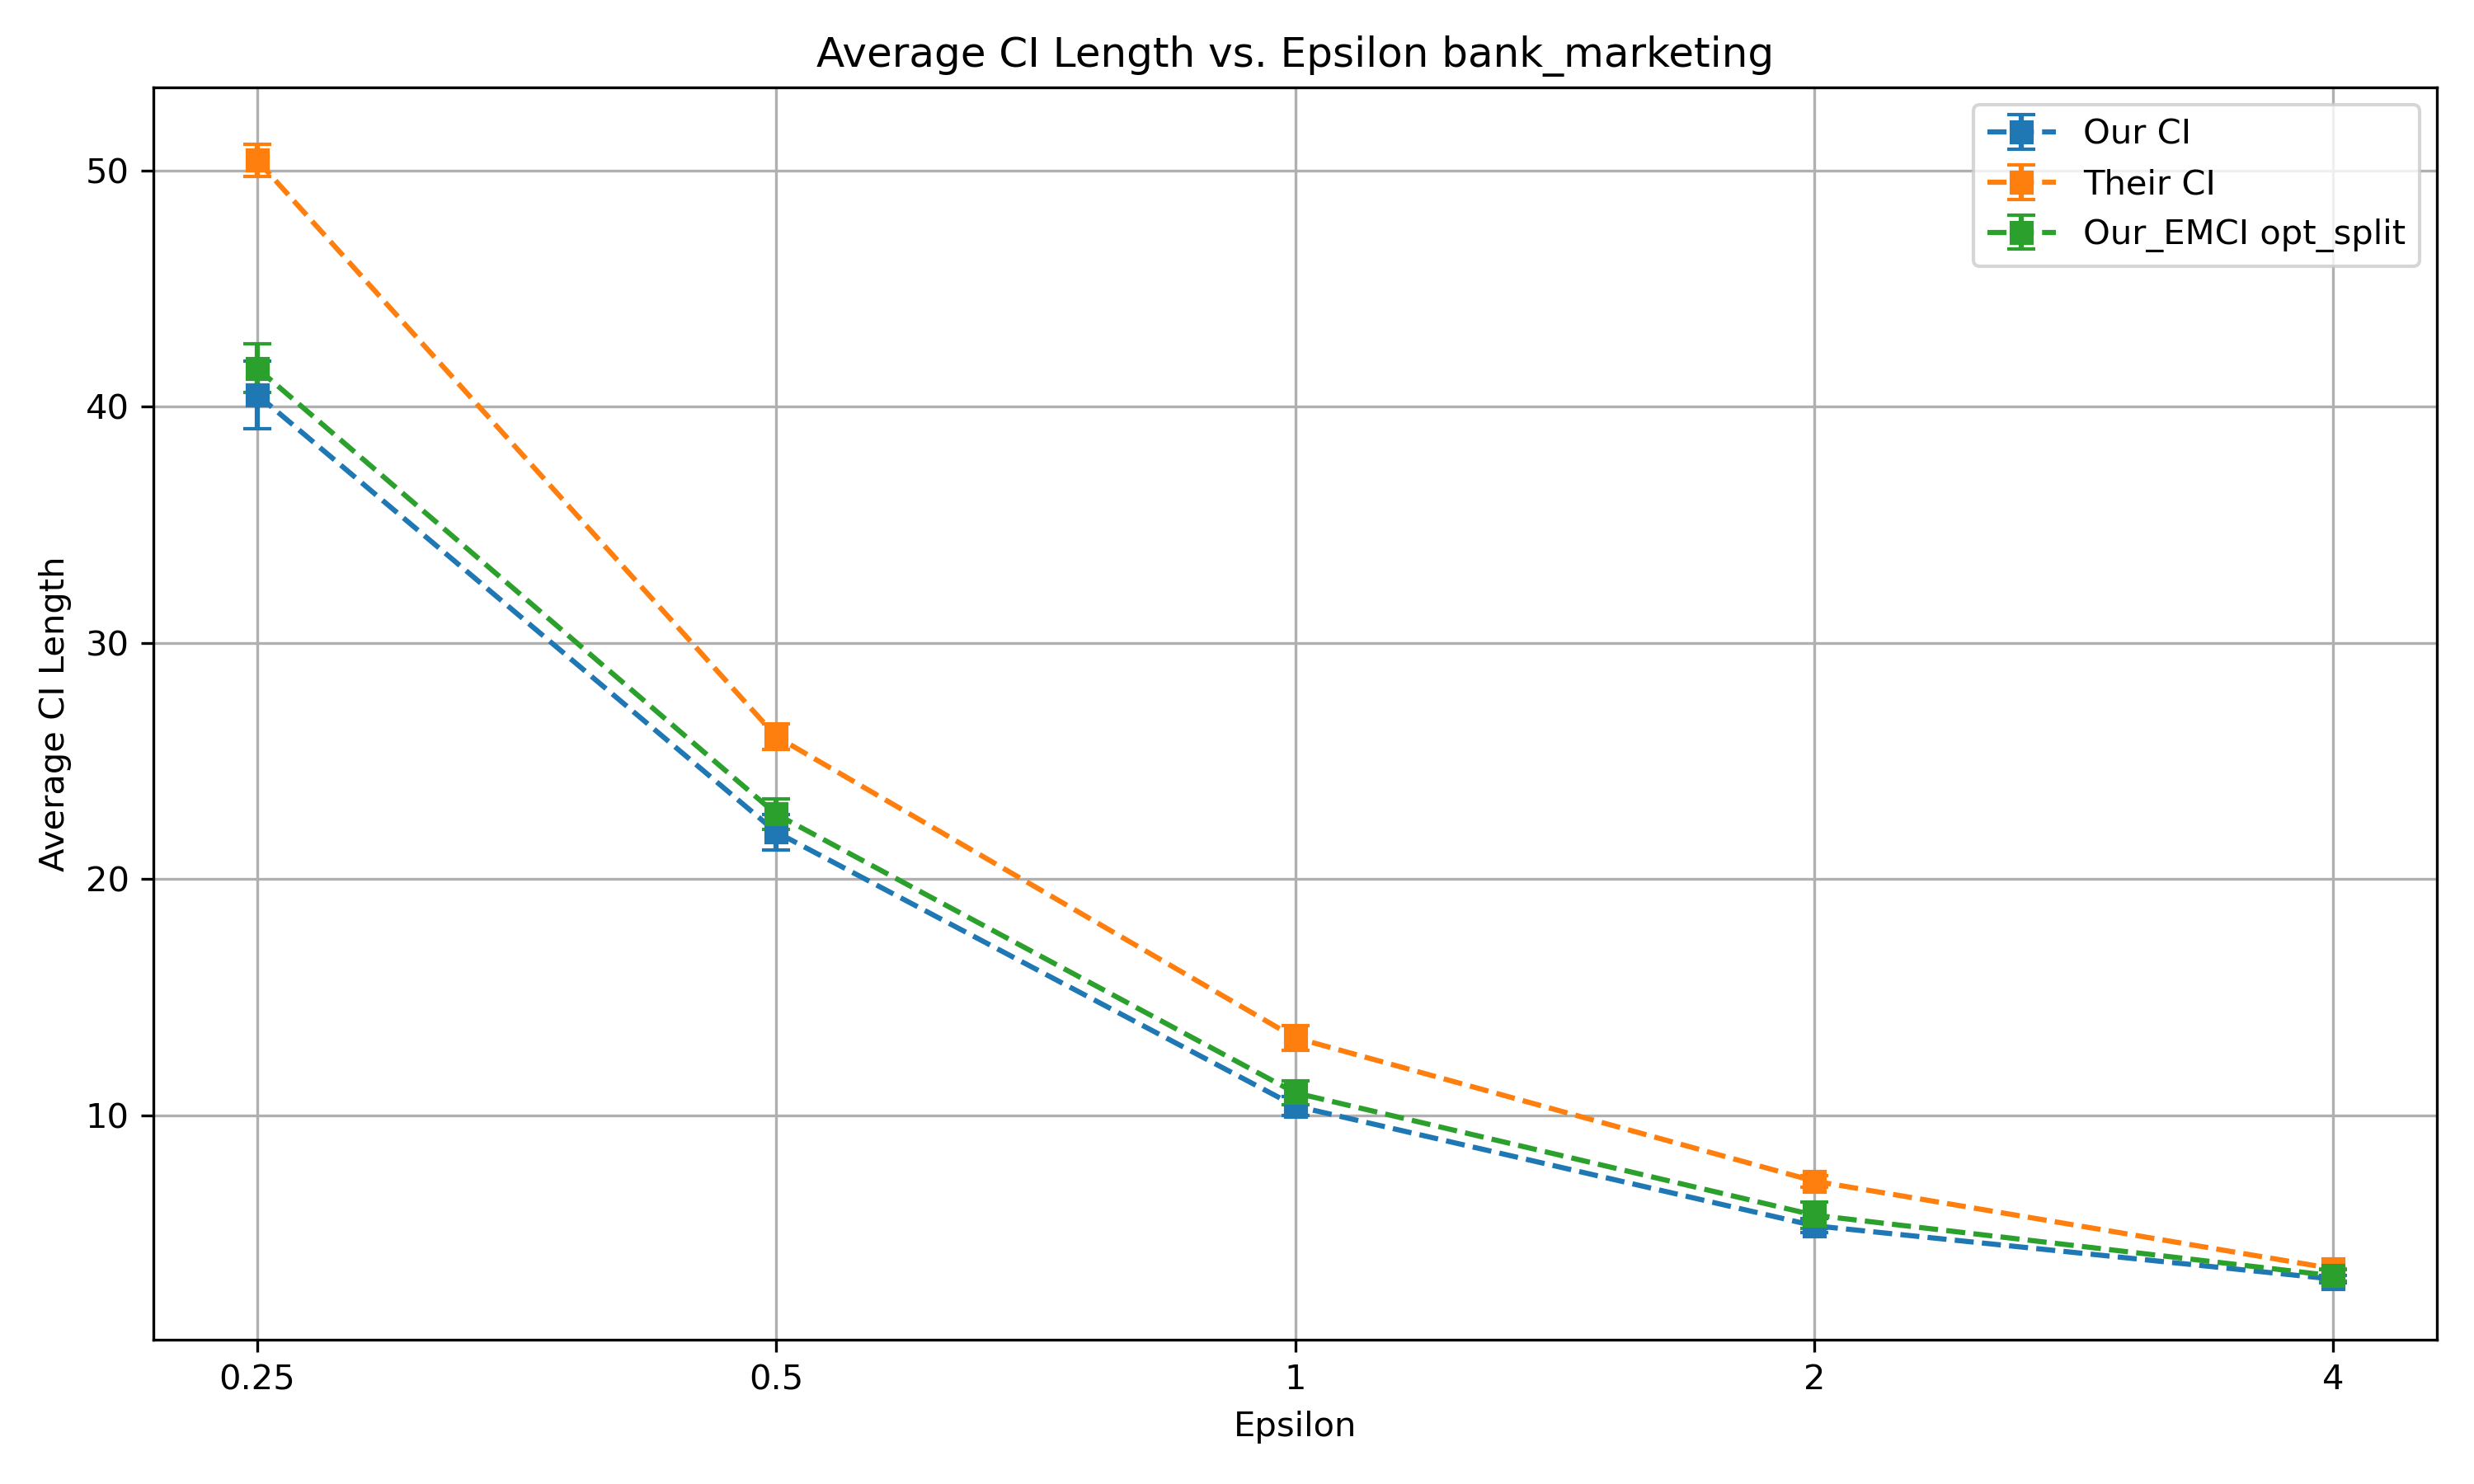 Average CI Length vs. Epsilon bank_marketing
Our CI
Their CI
Our_EMCI opt_split
Average CI Length
50
40
30
20
10
0.25
0.5
1
2
4
Epsilon